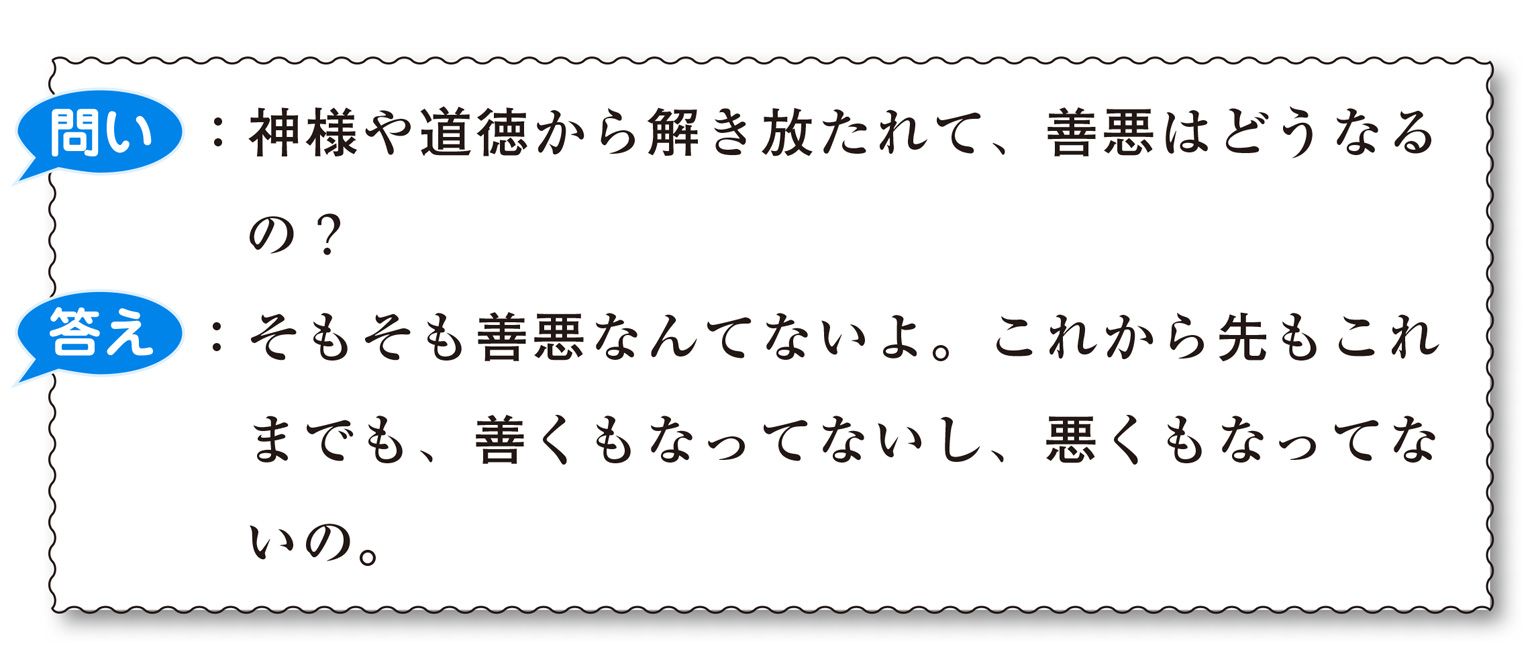 問い：神様や道徳から解き放たれて、善悪はどうなる
の？
答え：そもそも善悪なんてないよ。これから先もこれ
までも、善くもなってないし、悪くもなってな
いの。